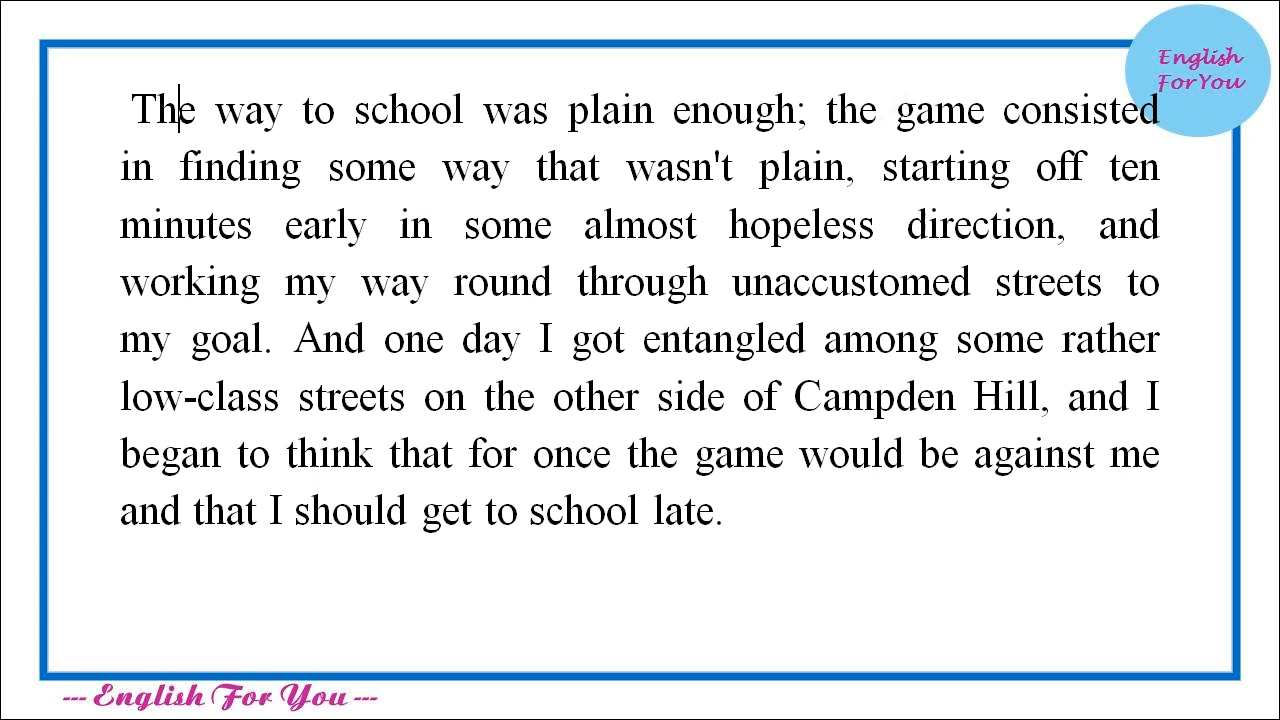 English
ForYou
The way to school was plain enough; the game consisted
in finding some way that wasn't plain, starting off ten
minutes early in some almost hopeless direction, and
working my way round through unaccustomed streets to
my goal. And one day I got entangled among some rather
low-class streets on the other side of Campden Hill, and I
began to think that for once the game would be against me
and that I should get to school late.
--- English For You ---